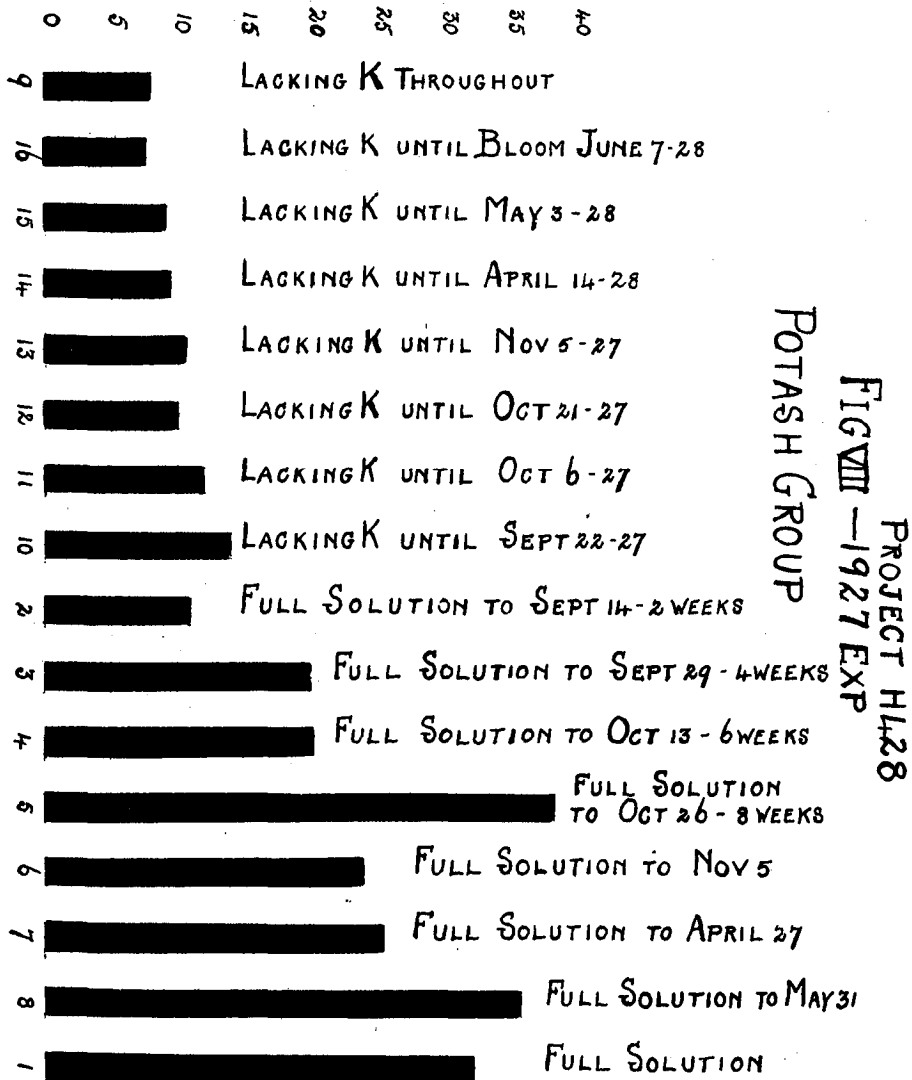 0 5 10 15 20 25 30 35 40
9 LACKING K THROUGHOUT
16 LACKING K UNTIL BLOOM JUNE 7-28
15 LACKING K UNTIL MAY 3-28
14 LACKING K UNTIL APRIL 14-28
13 LACKING K UNTIL NOV 5-27
12 LACKING K UNTIL OCT 21-27
11 LACKING K UNTIL OCT 6-27
10 LACKING K UNTIL SEPT 22-27
2 FULL SOLUTION TO SEPT 14-2 WEEKS
3 FULL SOLUTION TO SEPT 29-4 WEEKS
4 FULL SOLUTION TO OCT 13-6 WEEKS
5 FULL SOLUTION
TO OCT 26-8 WEEKS
6 FULL SOLUTION TO NOV 5
7 FULL SOLUTION TO APRIL 27
8 FULL SOLUTION TO MAY 31
1 FULL SOLUTION
PROJECT H428
FIG VIII - 1927 EXP
POTASH GROUP